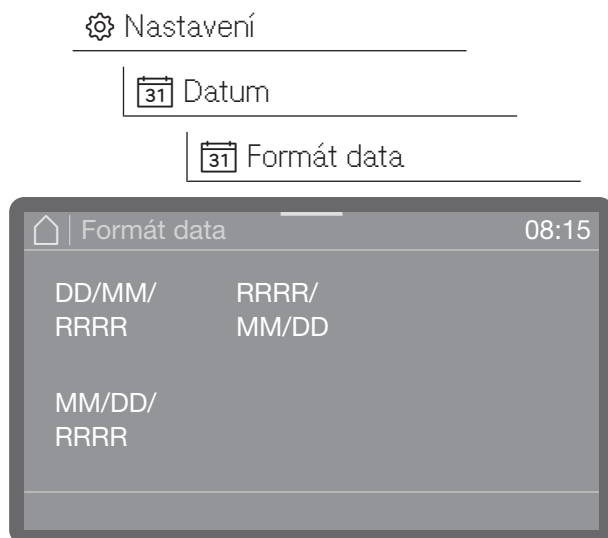 Nastavení
31 Datum
31 Formát data
Formát data 08:15
DD/MM/ RRRR/
RRRR MM/DD
MM/DD/
RRRR